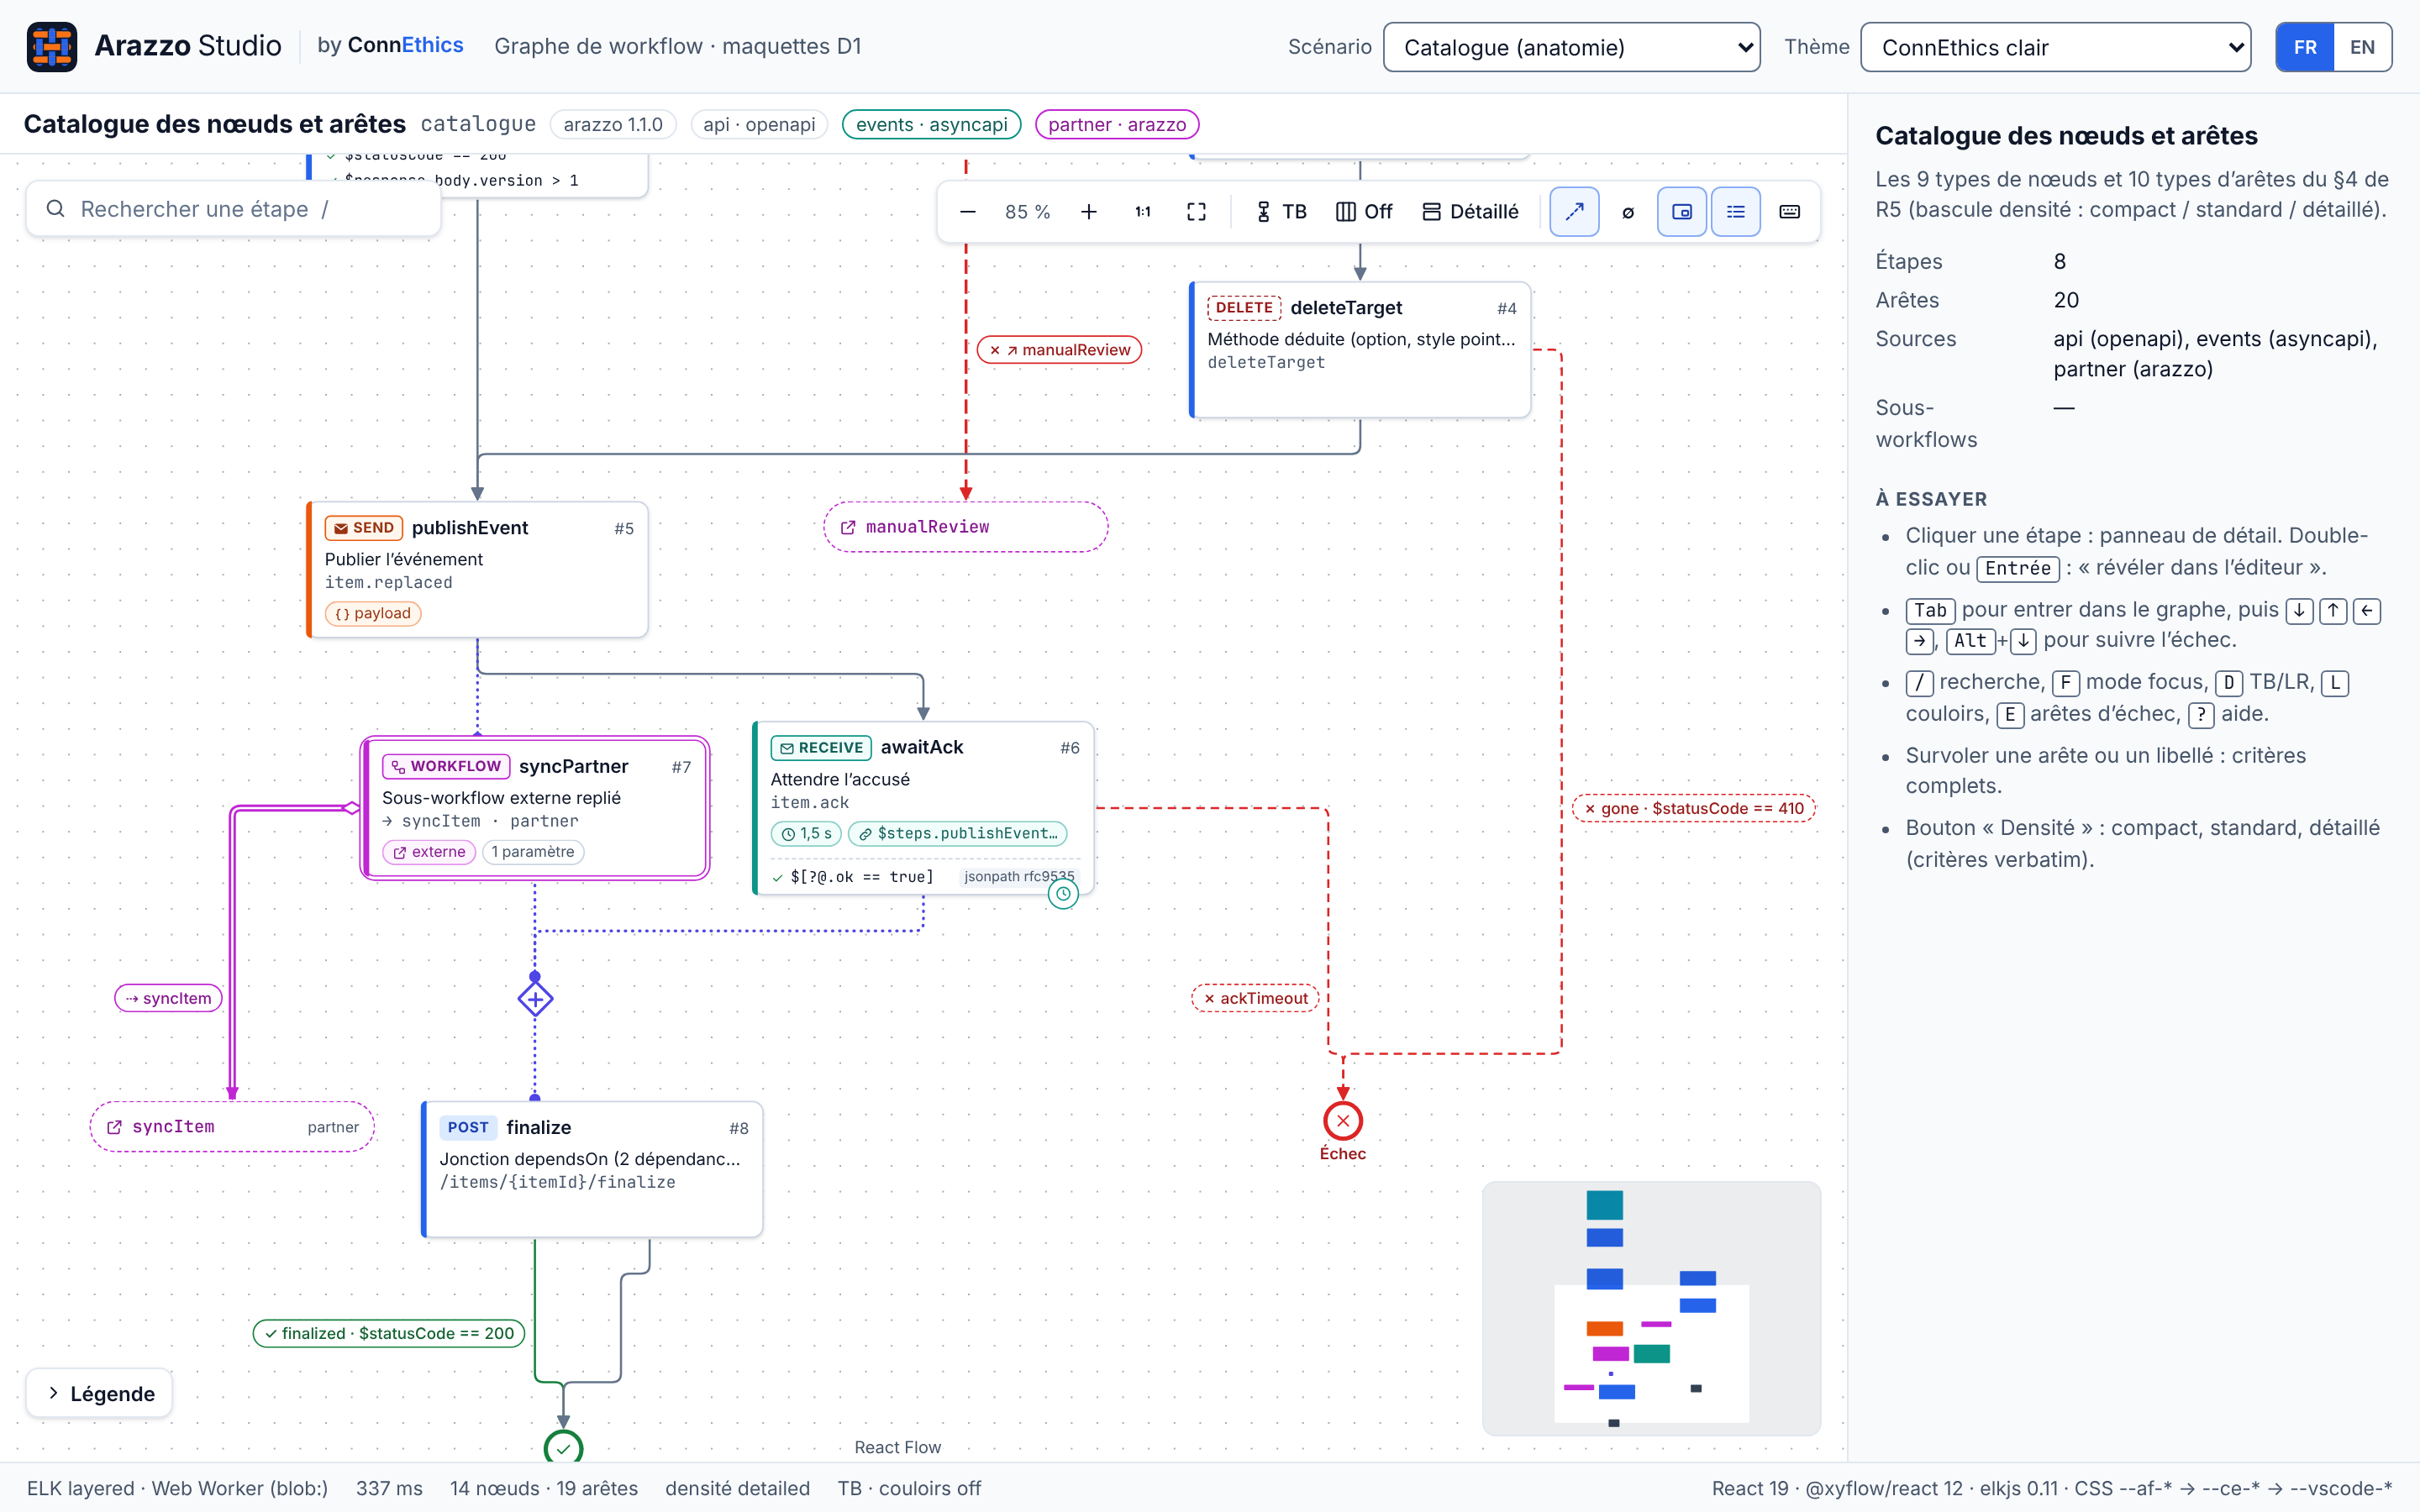 Arazzo Studio
by ConnEthics
Graphe de workflow · maquettes D1
Scénario
Catalogue (anatomie)
Thème
ConnEthics clair
FR
EN
Catalogue des nœuds et arêtes
catalogue
arazzo 1.1.0
api · openapi
events · asyncapi
partner · arazzo
✓ $statusCode == 200
✓ $response.body.version > 1
Rechercher une étape /
− 85 % + 1:1
TB
Off
Détaillé
DELETE deleteTarget #4
Méthode déduite (option, style point…
deleteTarget
× ↗ manualReview
SEND publishEvent #5
Publier l’événement
item.replaced
{ } payload
manualReview
WORKFLOW syncPartner #7
Sous-workflow externe replié
→ syncItem · partner
externe
1 paramètre
RECEIVE awaitAck #6
Attendre l’accusé
item.ack
1,5 s
$steps.publishEvent…
✓ $[?@.ok == true]
jsonpath rfc9535
× gone · $statusCode == 410
⇢ syncItem
× ackTimeout
syncItem partner
POST finalize #8
Jonction dependsOn (2 dépendanc…
/items/{itemId}/finalize
Échec
✓ finalized · $statusCode == 200
Légende
React Flow
Catalogue des nœuds et arêtes
Les 9 types de nœuds et 10 types d’arêtes du §4 de
R5 (bascule densité : compact / standard / détaillé).
Étapes 8
Arêtes 20
Sources api (openapi), events (asyncapi),
partner (arazzo)
Sous- —
workflows
À ESSAYER
• Cliquer une étape : panneau de détail. Double-
clic ou Entrée : « révéler dans l’éditeur ».
• Tab pour entrer dans le graphe, puis ↓ ↑ ←
→, Alt+↓ pour suivre l’échec.
• / recherche, F mode focus, D TB/LR, L
couloirs, E arêtes d’échec, ? aide.
• Survoler une arête ou un libellé : critères
complets.
• Bouton « Densité » : compact, standard, détaillé
(critères verbatim).
ELK layered · Web Worker (blob:)
337 ms
14 nœuds · 19 arêtes
densité detailed
TB · couloirs off
React 19 · @xyflow/react 12 · elkjs 0.11 · CSS --af-* → --ce-* → --vscode-*